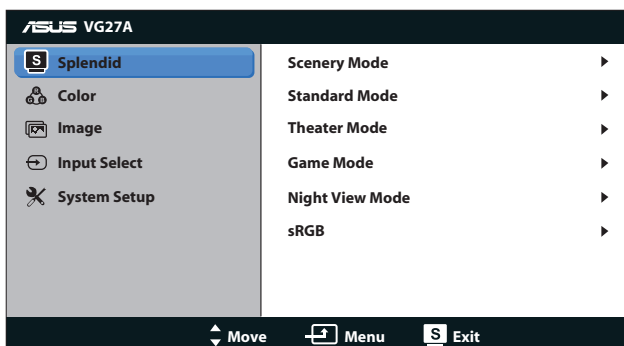 ASUS VG27A
S Splendid
Color
Image
Input Select
System Setup
Scenery Mode
Standard Mode
Theater Mode
Game Mode
Night View Mode
sRGB
Move Menu S Exit